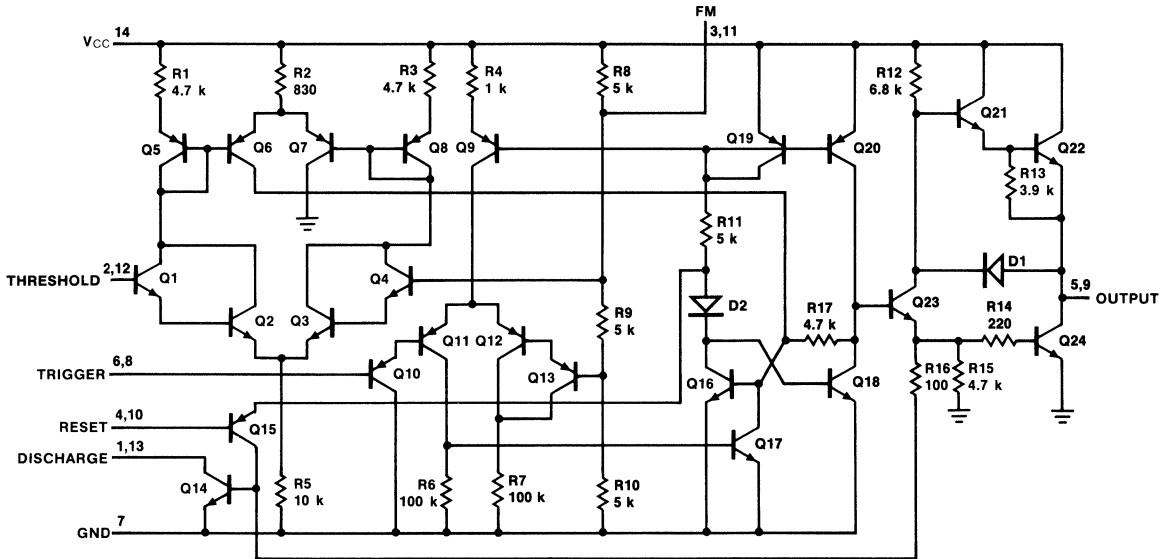 FM
3,11
VCC 14
R1
4.7 k
R2
830
R3
4.7 k
R4
1 k
R8
5 k
R12
6.8 k
Q21
Q5
Q6
Q7
Q8
Q9
Q19
Q20
Q22
R13
3.9 k
R11
5 k
THRESHOLD 2,12
Q1
Q4
D1
5,9
OUTPUT
Q2
Q3
R9
5 k
D2
R17
4.7 k
Q23
R14
220
Q11
Q12
TRIGGER 6,8
Q10
Q13
Q16
Q18
R16
100
R15
4.7 k
Q24
RESET 4,10
Q15
Q17
DISCHARGE 1,13
Q14
R5
10 k
R6
100 k
R7
100 k
R10
5 k
GND 7